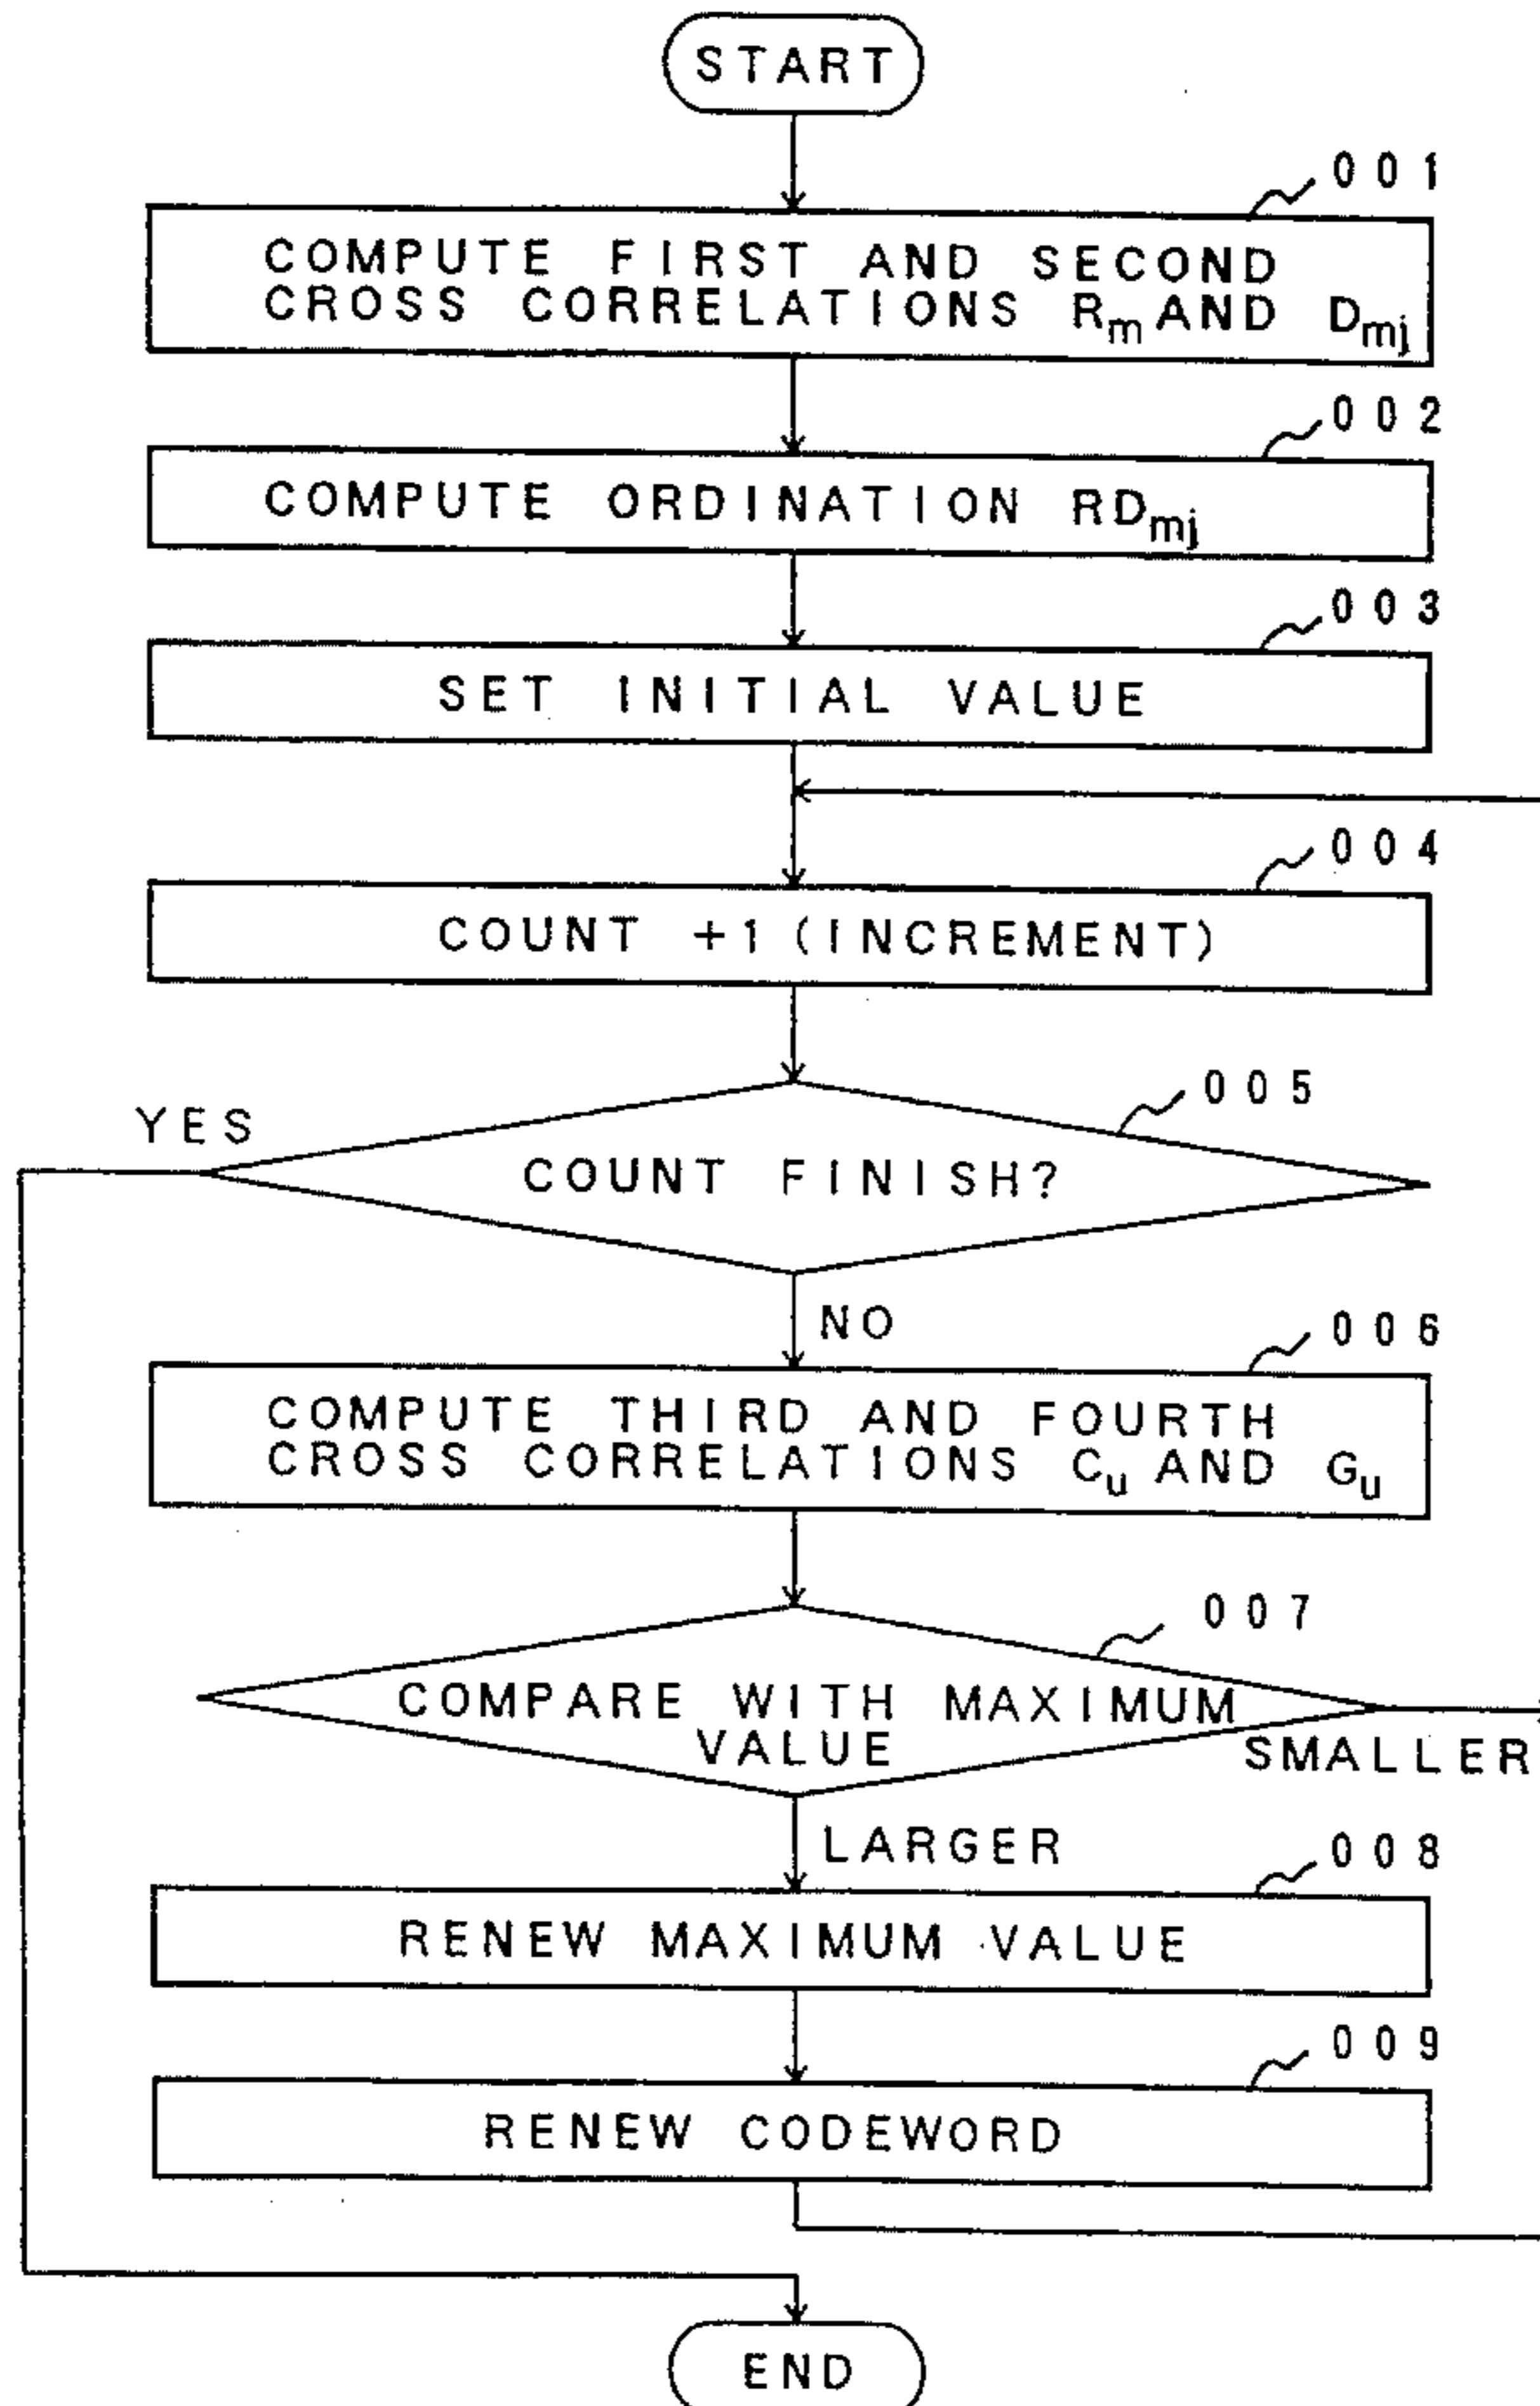 START
001
COMPUTE FIRST AND SECOND
CROSS CORRELATIONS Rm AND Dmj
002
COMPUTE ORDINATION RDmj
003
SET INITIAL VALUE
004
COUNT +1 (INCREMENT)
005
YES
COUNT FINISH?
NO
006
COMPUTE THIRD AND FOURTH
CROSS CORRELATIONS Cu AND Gu
007
COMPARE WITH MAXIMUM
VALUE
SMALLER
LARGER
008
RENEW MAXIMUM VALUE
009
RENEW CODEWORD
END